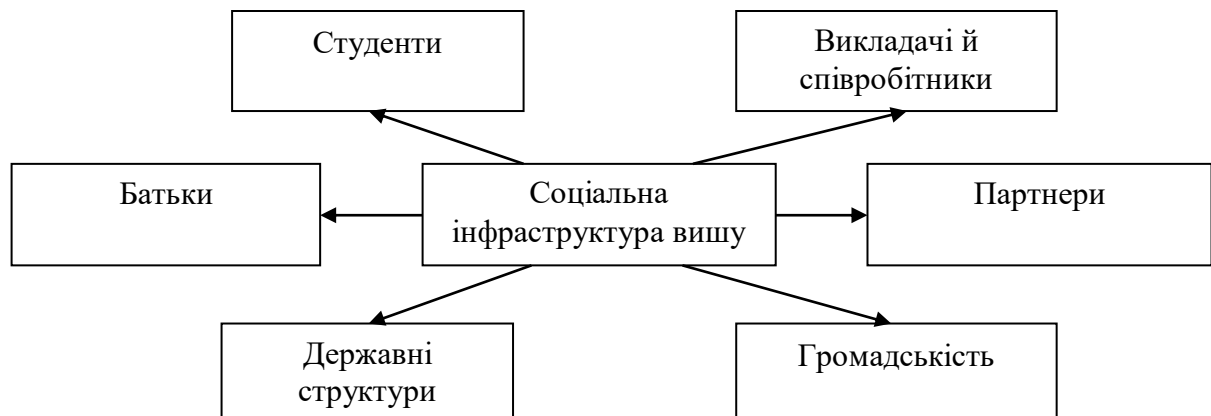 Студенти
Викладачі й
співробітники
Батьки
Соціальна
інфраструктура вишу
Партнери
Державні
структури
Громадськість